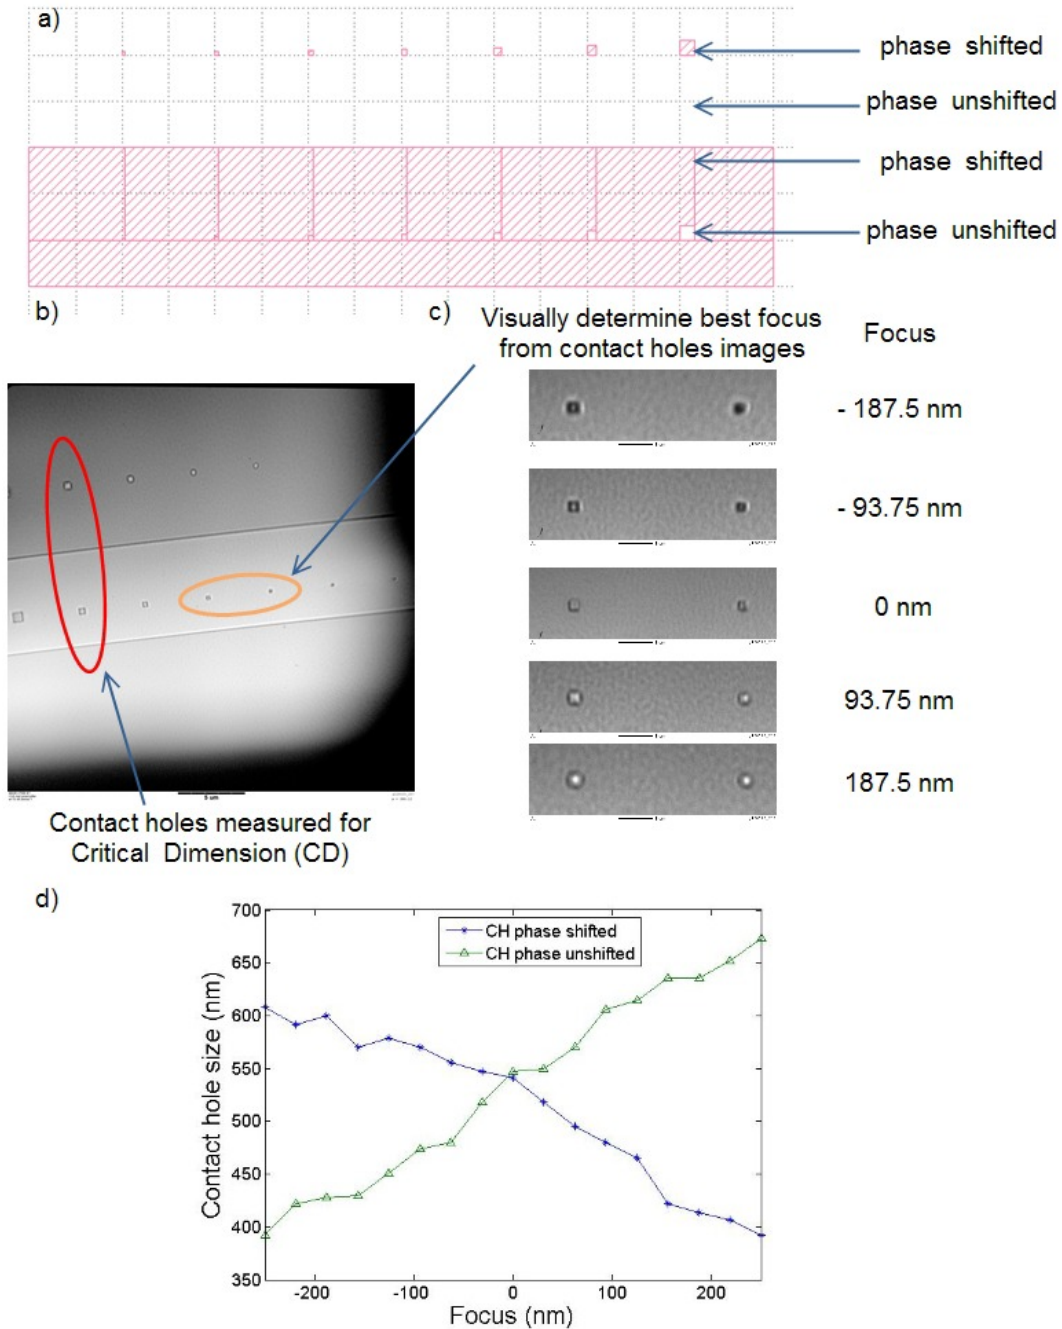 a)
phase shifted
phase unshifted
phase shifted
phase unshifted
b)
c)
Visually determine best focus
from contact holes images
Focus
- 187.5 nm
- 93.75 nm
0 nm
93.75 nm
187.5 nm
5 um
Contact holes measured for
Critical Dimension (CD)
d)
700
650
600
550
500
450
400
350
CH phase shifted
CH phase unshifted
Contact hole size (nm)
-200
-100
0
100
200
Focus (nm)